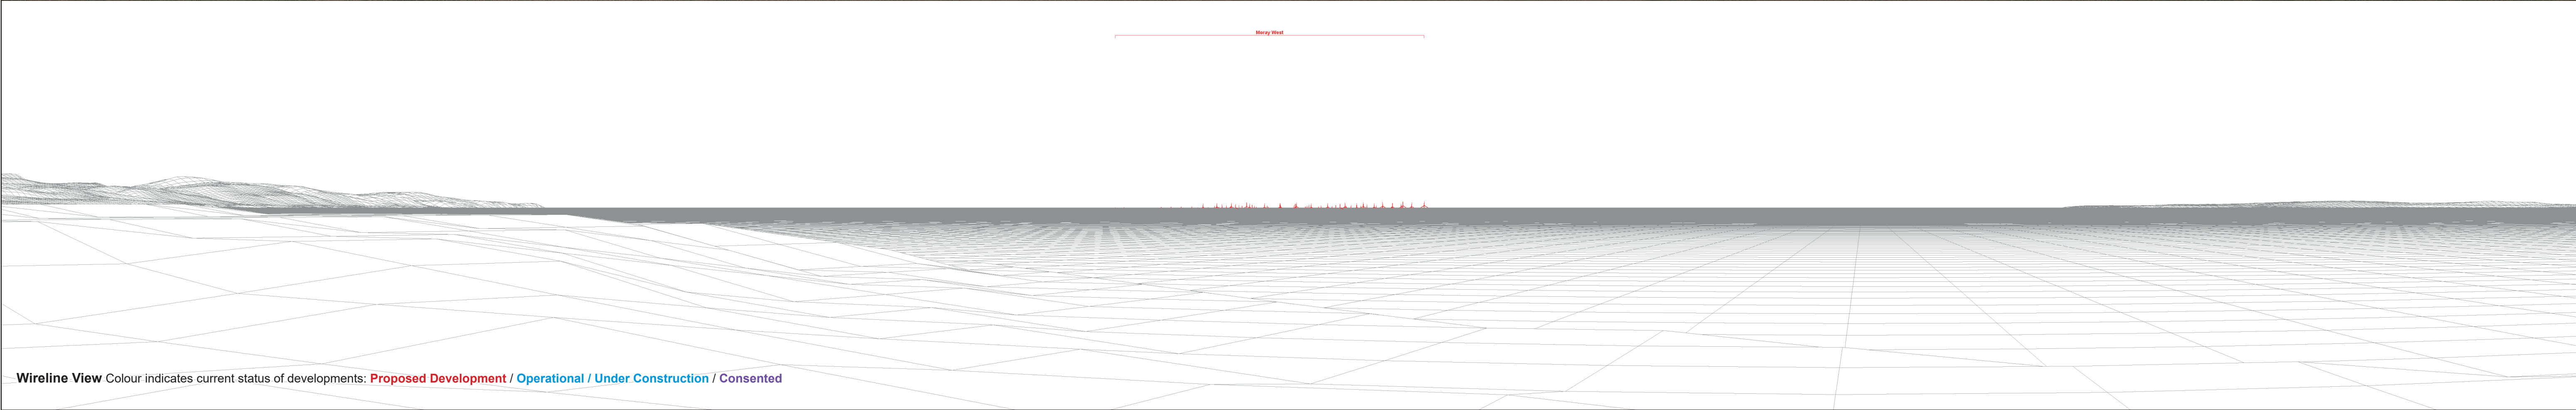 Moray West
Wireline View Colour indicates current status of developments: Proposed Development / Operational / Under Construction / Consented